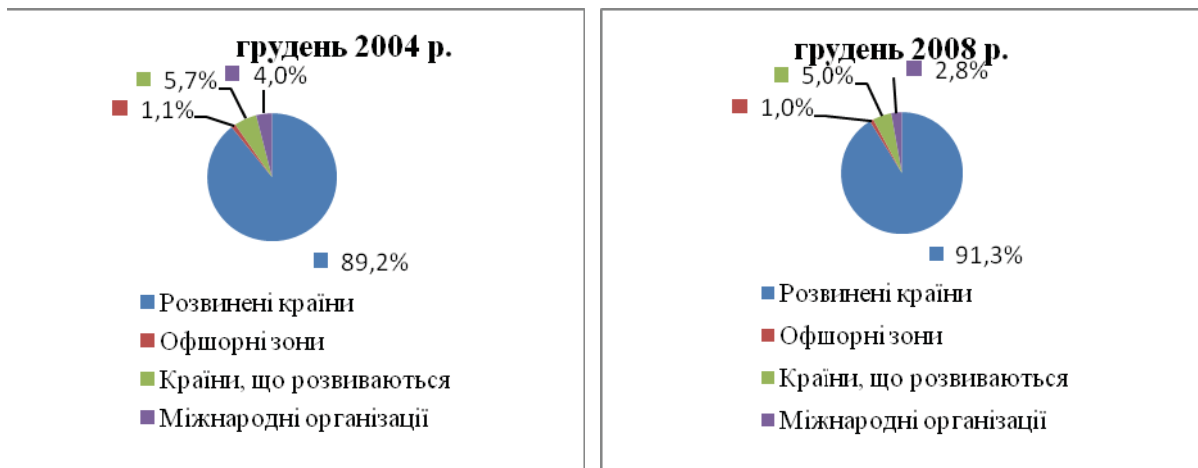 грудень 2004 р.
5,7%
4,0%
1,1%
89,2%
Розвинені країни
Офшорні зони
Країни, що розвиваються
Міжнародні організації
грудень 2008 р.
5,0%
2,8%
1,0%
91,3%
Розвинені країни
Офшорні зони
Країни, що розвиваються
Міжнародні організації